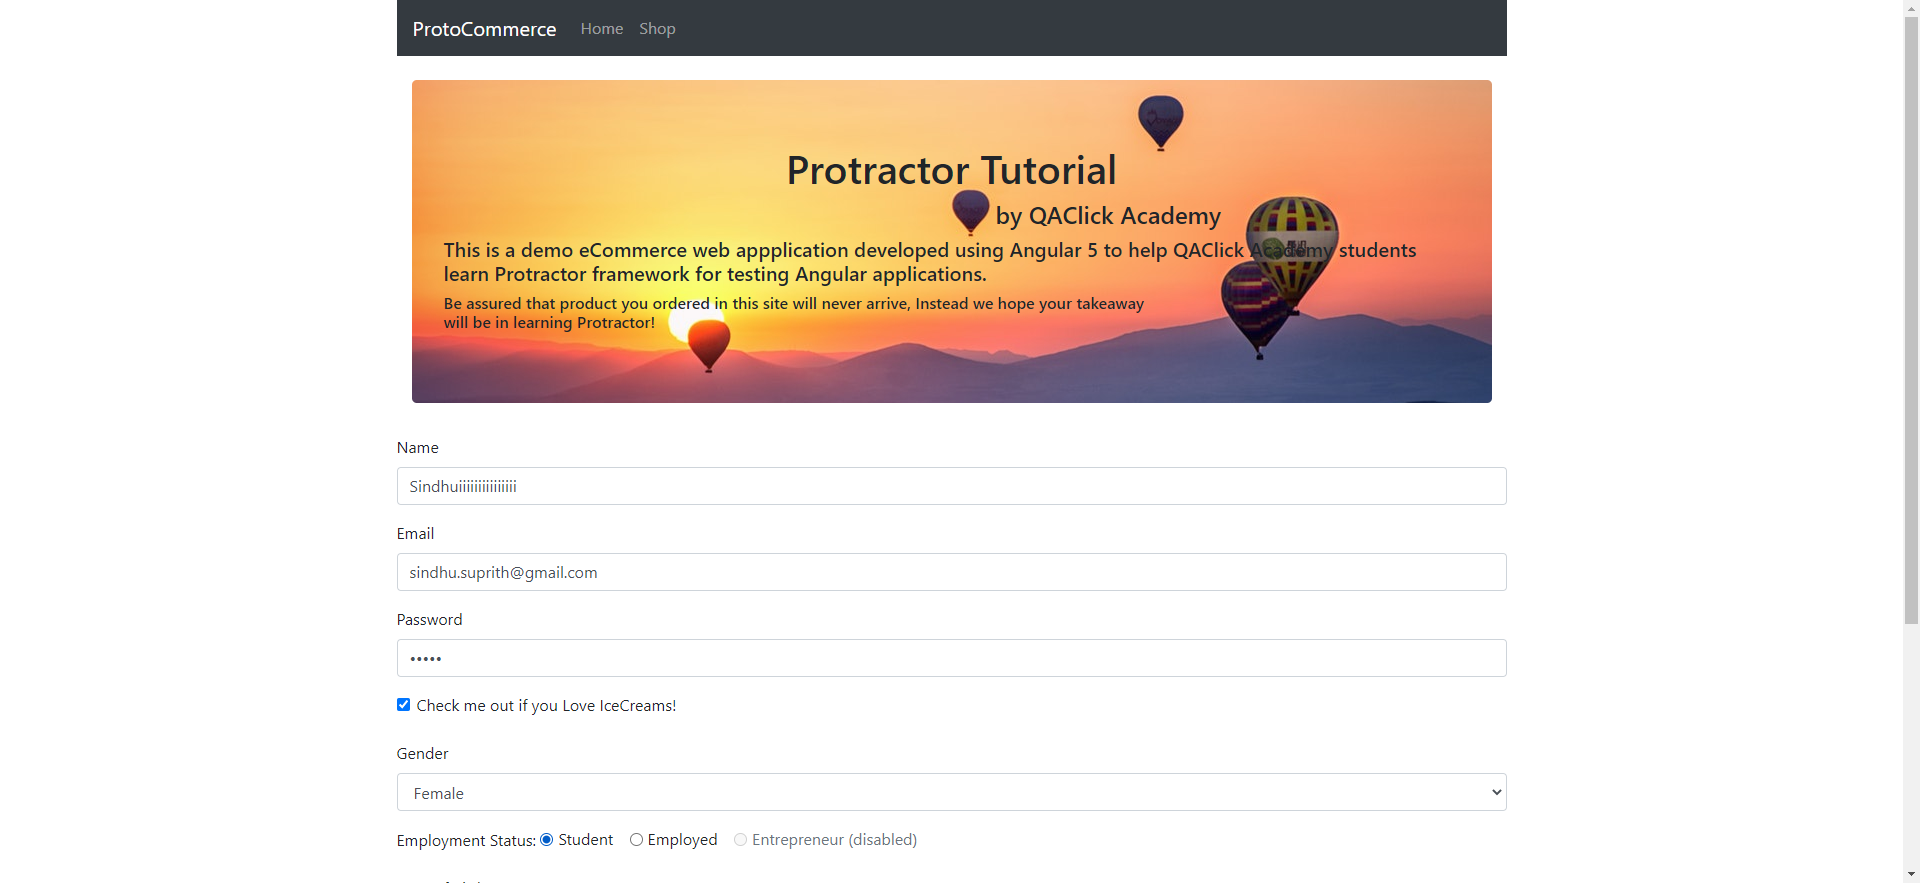 ProtoCommerce Home Shop
Protractor Tutorial
by QAClick Academy
This is a demo eCommerce web appplication developed using Angular 5 to help QAClick Academy students
learn Protractor framework for testing Angular applications.
Be assured that product you ordered in this site will never arrive, Instead we hope your takeaway
will be in learning Protractor!
Name
Sindhuiiiiiiiiiiiiiii
Email
sindhu.suprith@gmail.com
Password
•••••
Check me out if you Love IceCreams!
Gender
Female
Employment Status: Student Employed Entrepreneur (disabled)